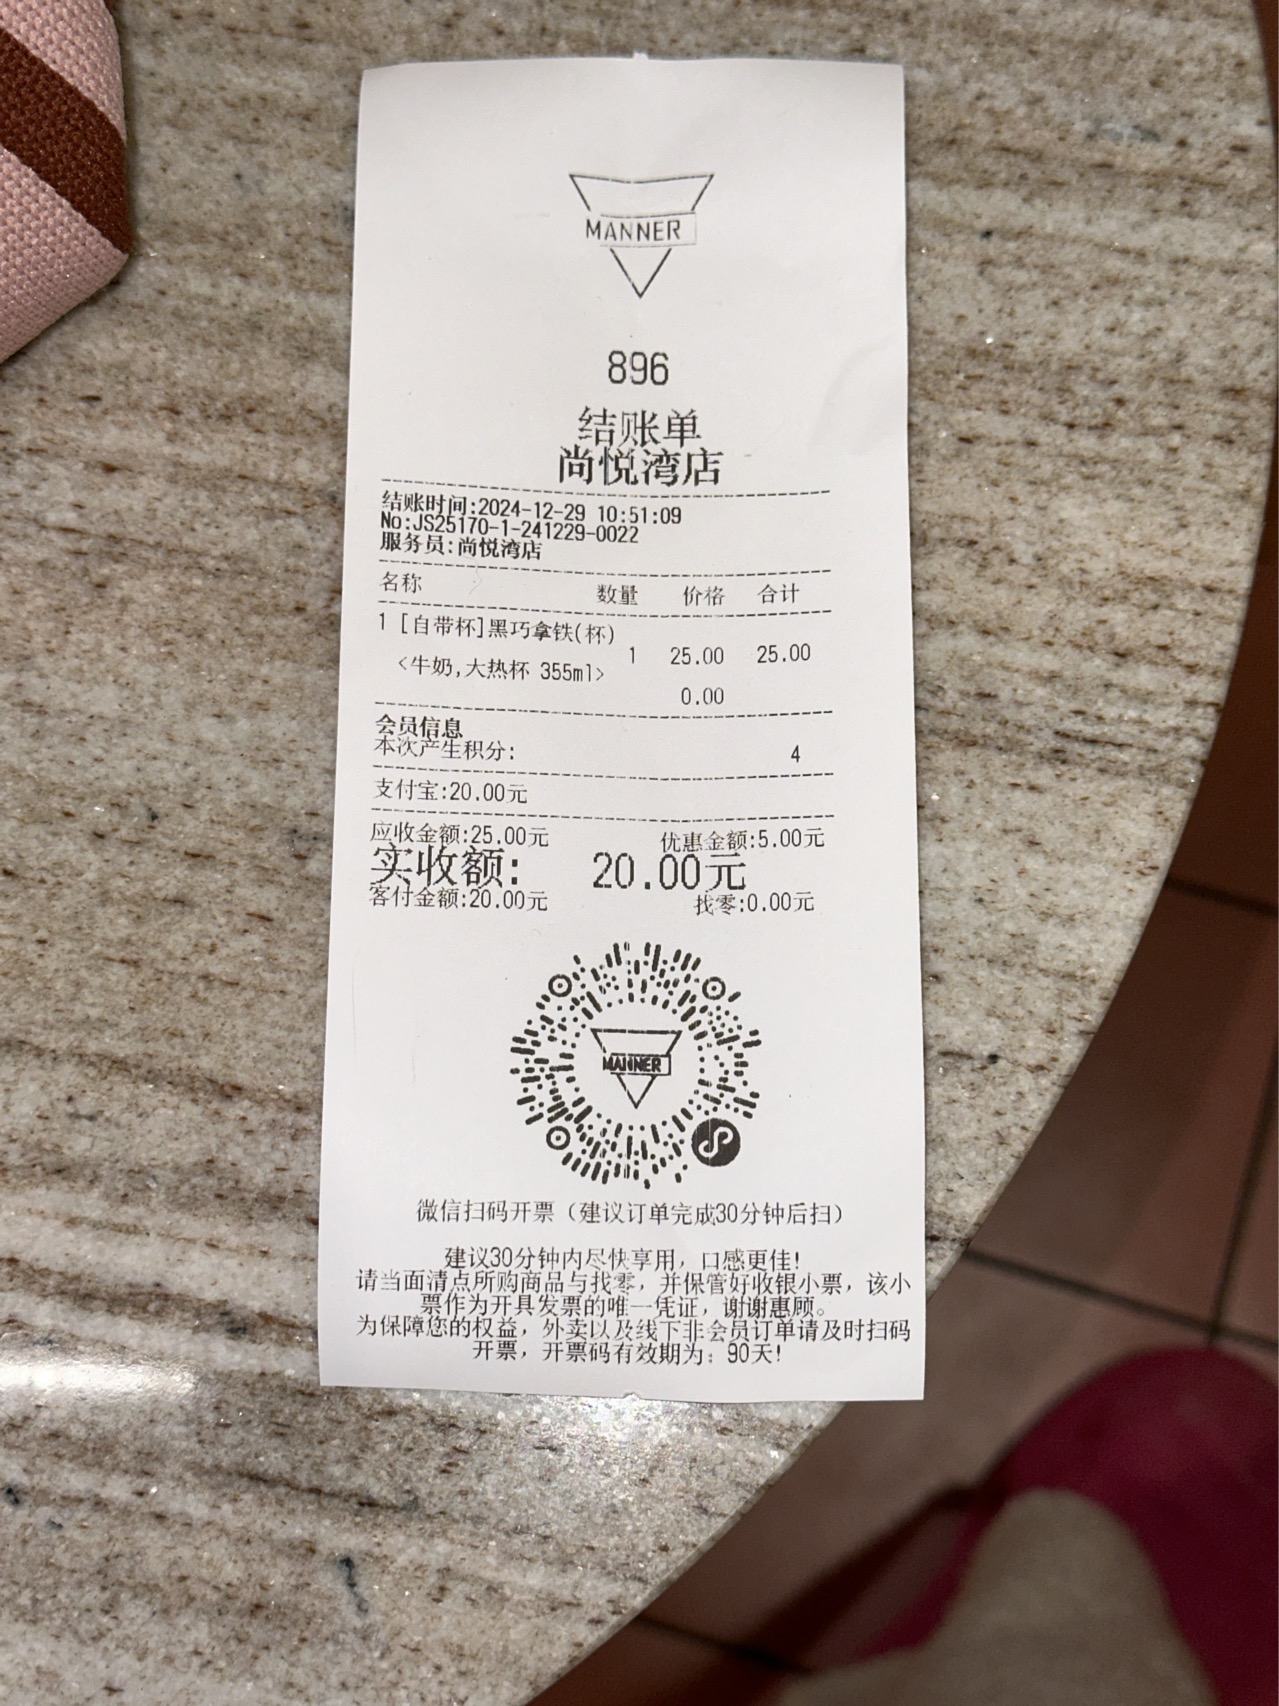 MANNER
896
结账单
尚悦湾店
结账时间:2024-12-29 10:51:09
No:JS25170-1-241229-0022
服务员:尚悦湾店
名称 数量 价格 合计
1 [自带杯]黑巧拿铁(杯)
1 25.00 25.00
<牛奶,大热杯 355ml>
0.00
会员信息
本次产生积分: 4
支付宝:20.00元
应收金额:25.00元 优惠金额:5.00元
实收额: 20.00元
客付金额:20.00元 找零:0.00元
MANNER
微信扫码开票（建议订单完成30分钟后扫）
建议30分钟内尽快享用，口感更佳!
请当面清点所购商品与找零，并保管好收银小票，该小
票作为开具发票的唯一凭证，谢谢惠顾。
为保障您的权益，外卖以及线下非会员订单请及时扫码
开票，开票码有效期为：90天!